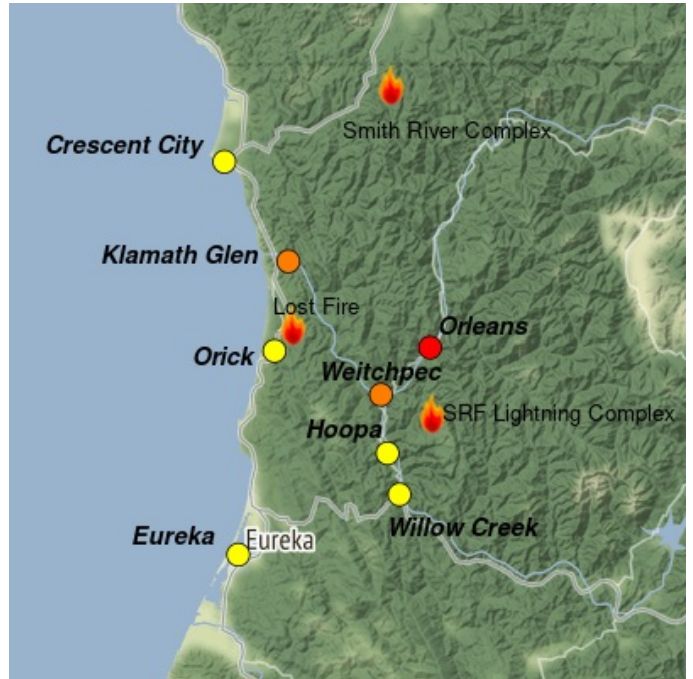 Smith River Complex
Crescent City
Klamath Glen
Lost Fire
Orleans
Orick
Weitchpec
SRF Lightning Complex
Hoopa
Willow Creek
Eureka
Eureka